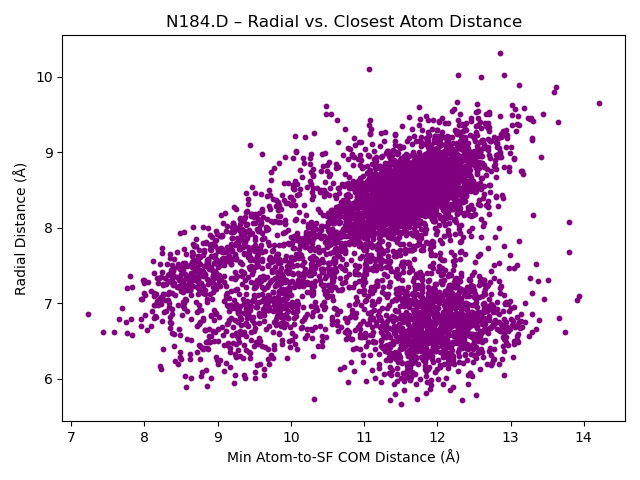 N184.D – Radial vs. Closest Atom Distance
Radial Distance (Å)
10
9
8
7
6
7 8 9 10 11 12 13 14
Min Atom-to-SF COM Distance (Å)